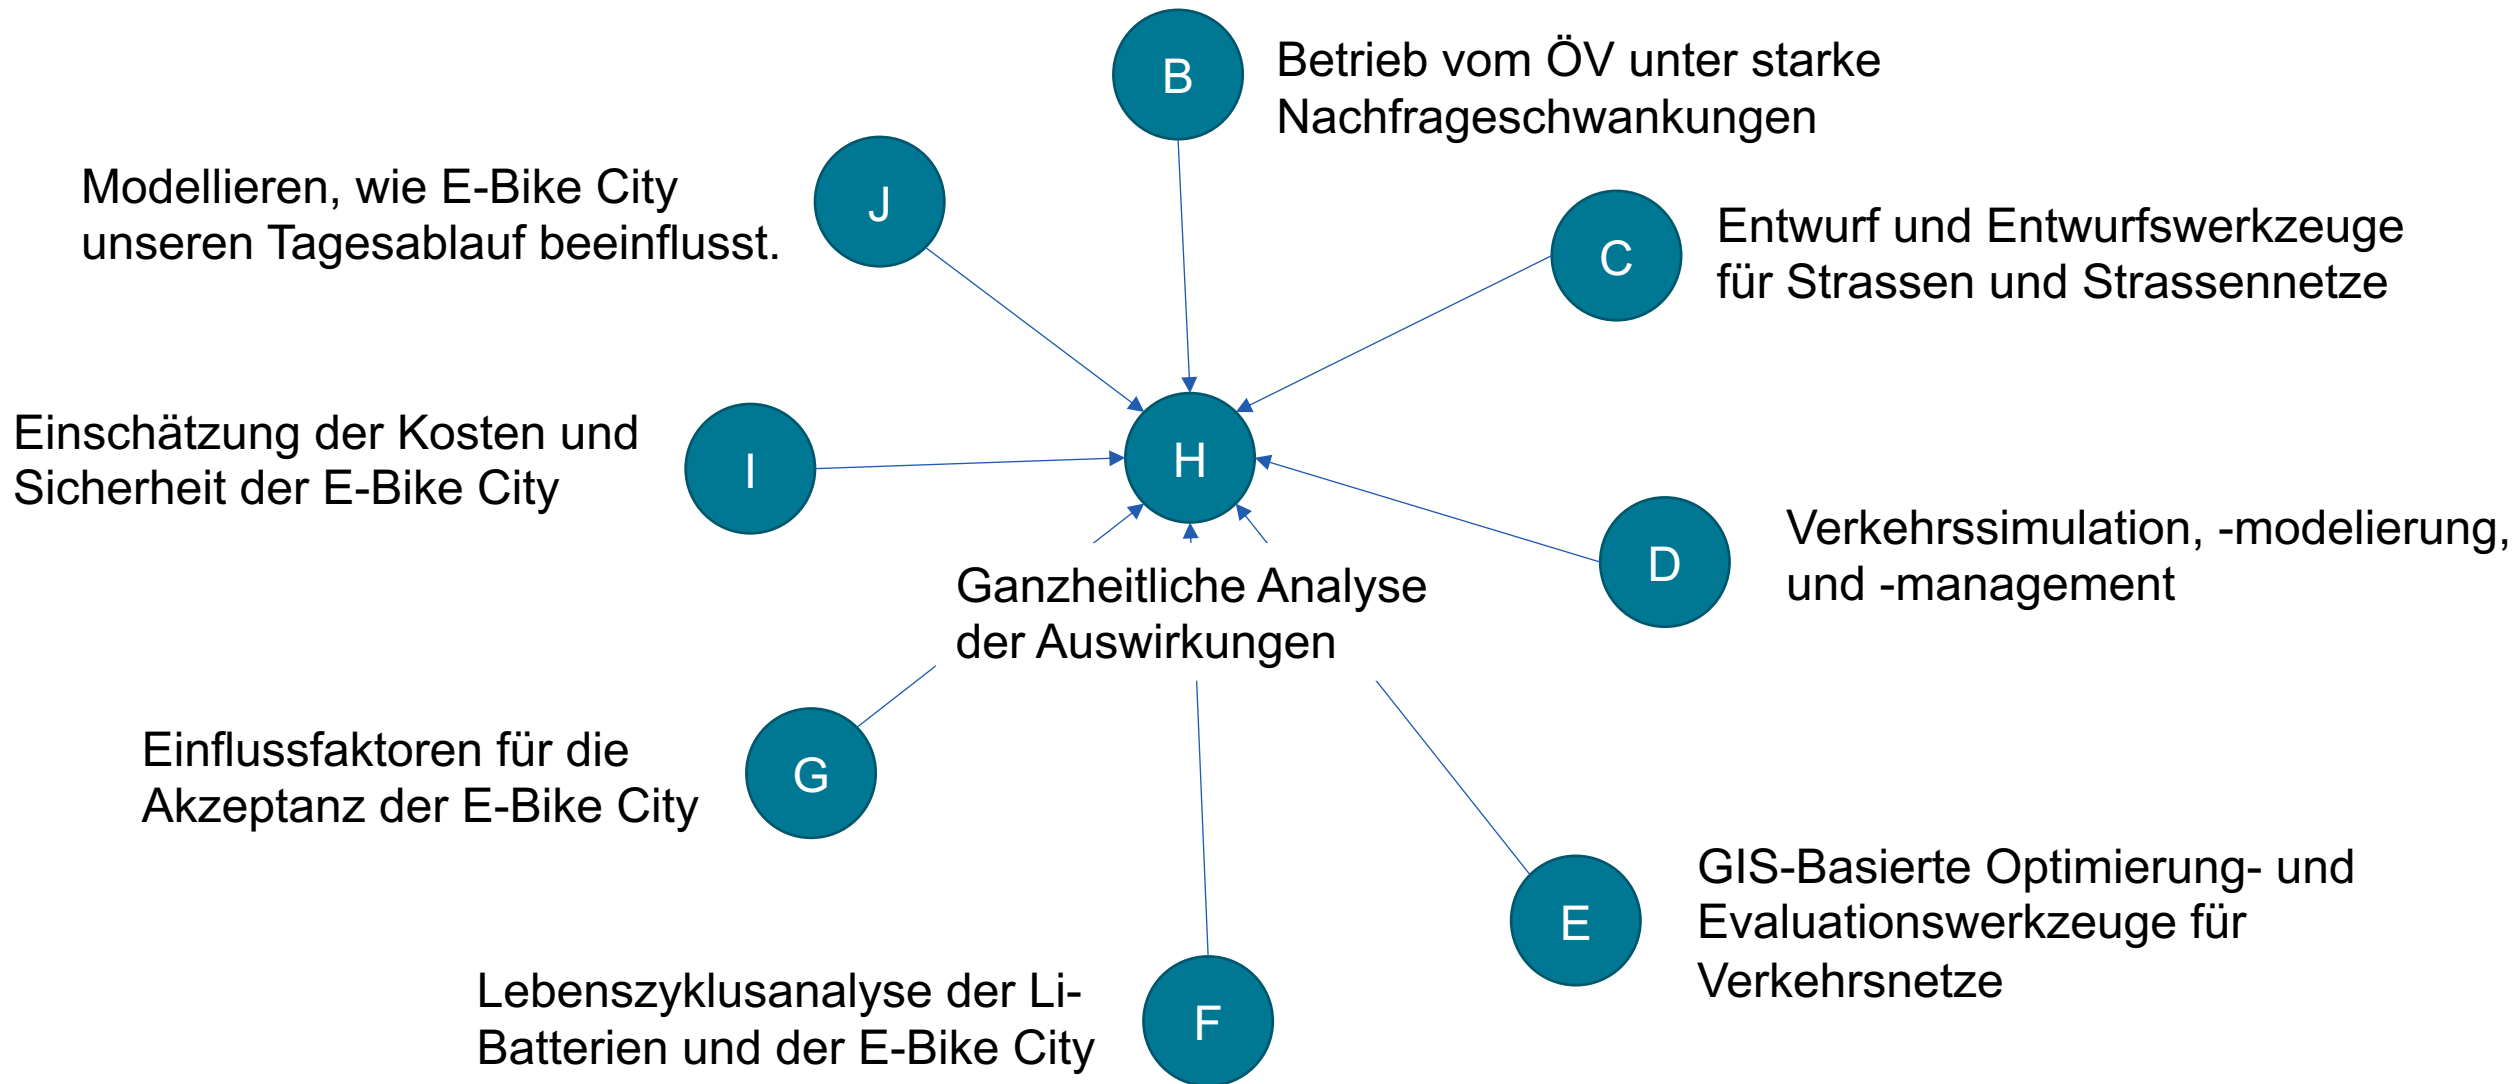 B
Betrieb vom ÖV unter starke
Nachfrageschwankungen
J
Modellieren, wie E-Bike City
unseren Tagesablauf beeinflusst.
C
Entwurf und Entwurfswerkzeuge
für Strassen und Strassennetze
I
Einschätzung der Kosten und
Sicherheit der E-Bike City
H
Ganzheitliche Analyse
der Auswirkungen
D
Verkehrssimulation, -modelierung,
und -management
G
Einflussfaktoren für die
Akzeptanz der E-Bike City
E
GIS-Basierte Optimierung- und
Evaluationswerkzeuge für
Verkehrsnetze
F
Lebenszyklusanalyse der Li-
Batterien und der E-Bike City